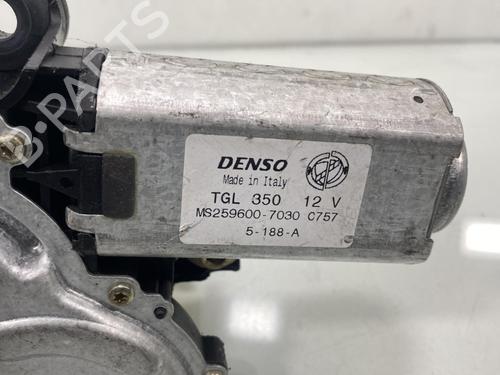 B-PARTS
DENSO
Made in Italy
TGL 350 12 V
MS259600-7030 C757
5-188-A